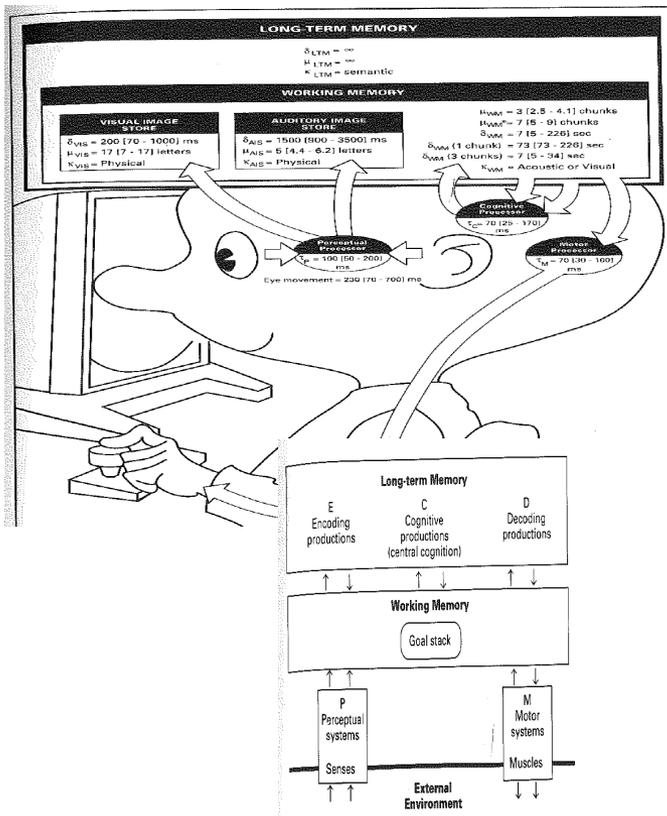 LONG-TERM MEMORY
δLTM = ∞
μLTM = ∞
κLTM = semantic
WORKING MEMORY
VISUAL IMAGE
STORE
δVIS = 200 [70 - 1000] ms
μVIS = 17 [7 - 17] letters
κVIS = Physical
AUDITORY IMAGE
STORE
δAIS = 1500 [900 - 3500] ms
μAIS = 5 [4.4 - 6.2] letters
κAIS = Physical
μWM = 3 [2.5 - 4.1] chunks
μWM* = 7 [5 - 9] chunks
δWM = 7 [5 - 226] sec
δWM (1 chunk) = 73 [73 - 226] sec
δWM (3 chunks) = 7 [5 - 34] sec
κWM = Acoustic or Visual
Cognitive
Processor
τC = 70 [25 - 170]
ms
Perceptual
Processor
τP = 100 [50 - 200]
ms
Motor
Processor
τM = 70 [30 - 100]
ms
Eye movement = 230 [70 - 700] ms
Long-term Memory
E
Encoding
productions
C
Cognitive
productions
(central cognition)
D
Decoding
productions
Working Memory
Goal stack
P
Perceptual
systems
Senses
M
Motor
systems
Muscles
External
Environment